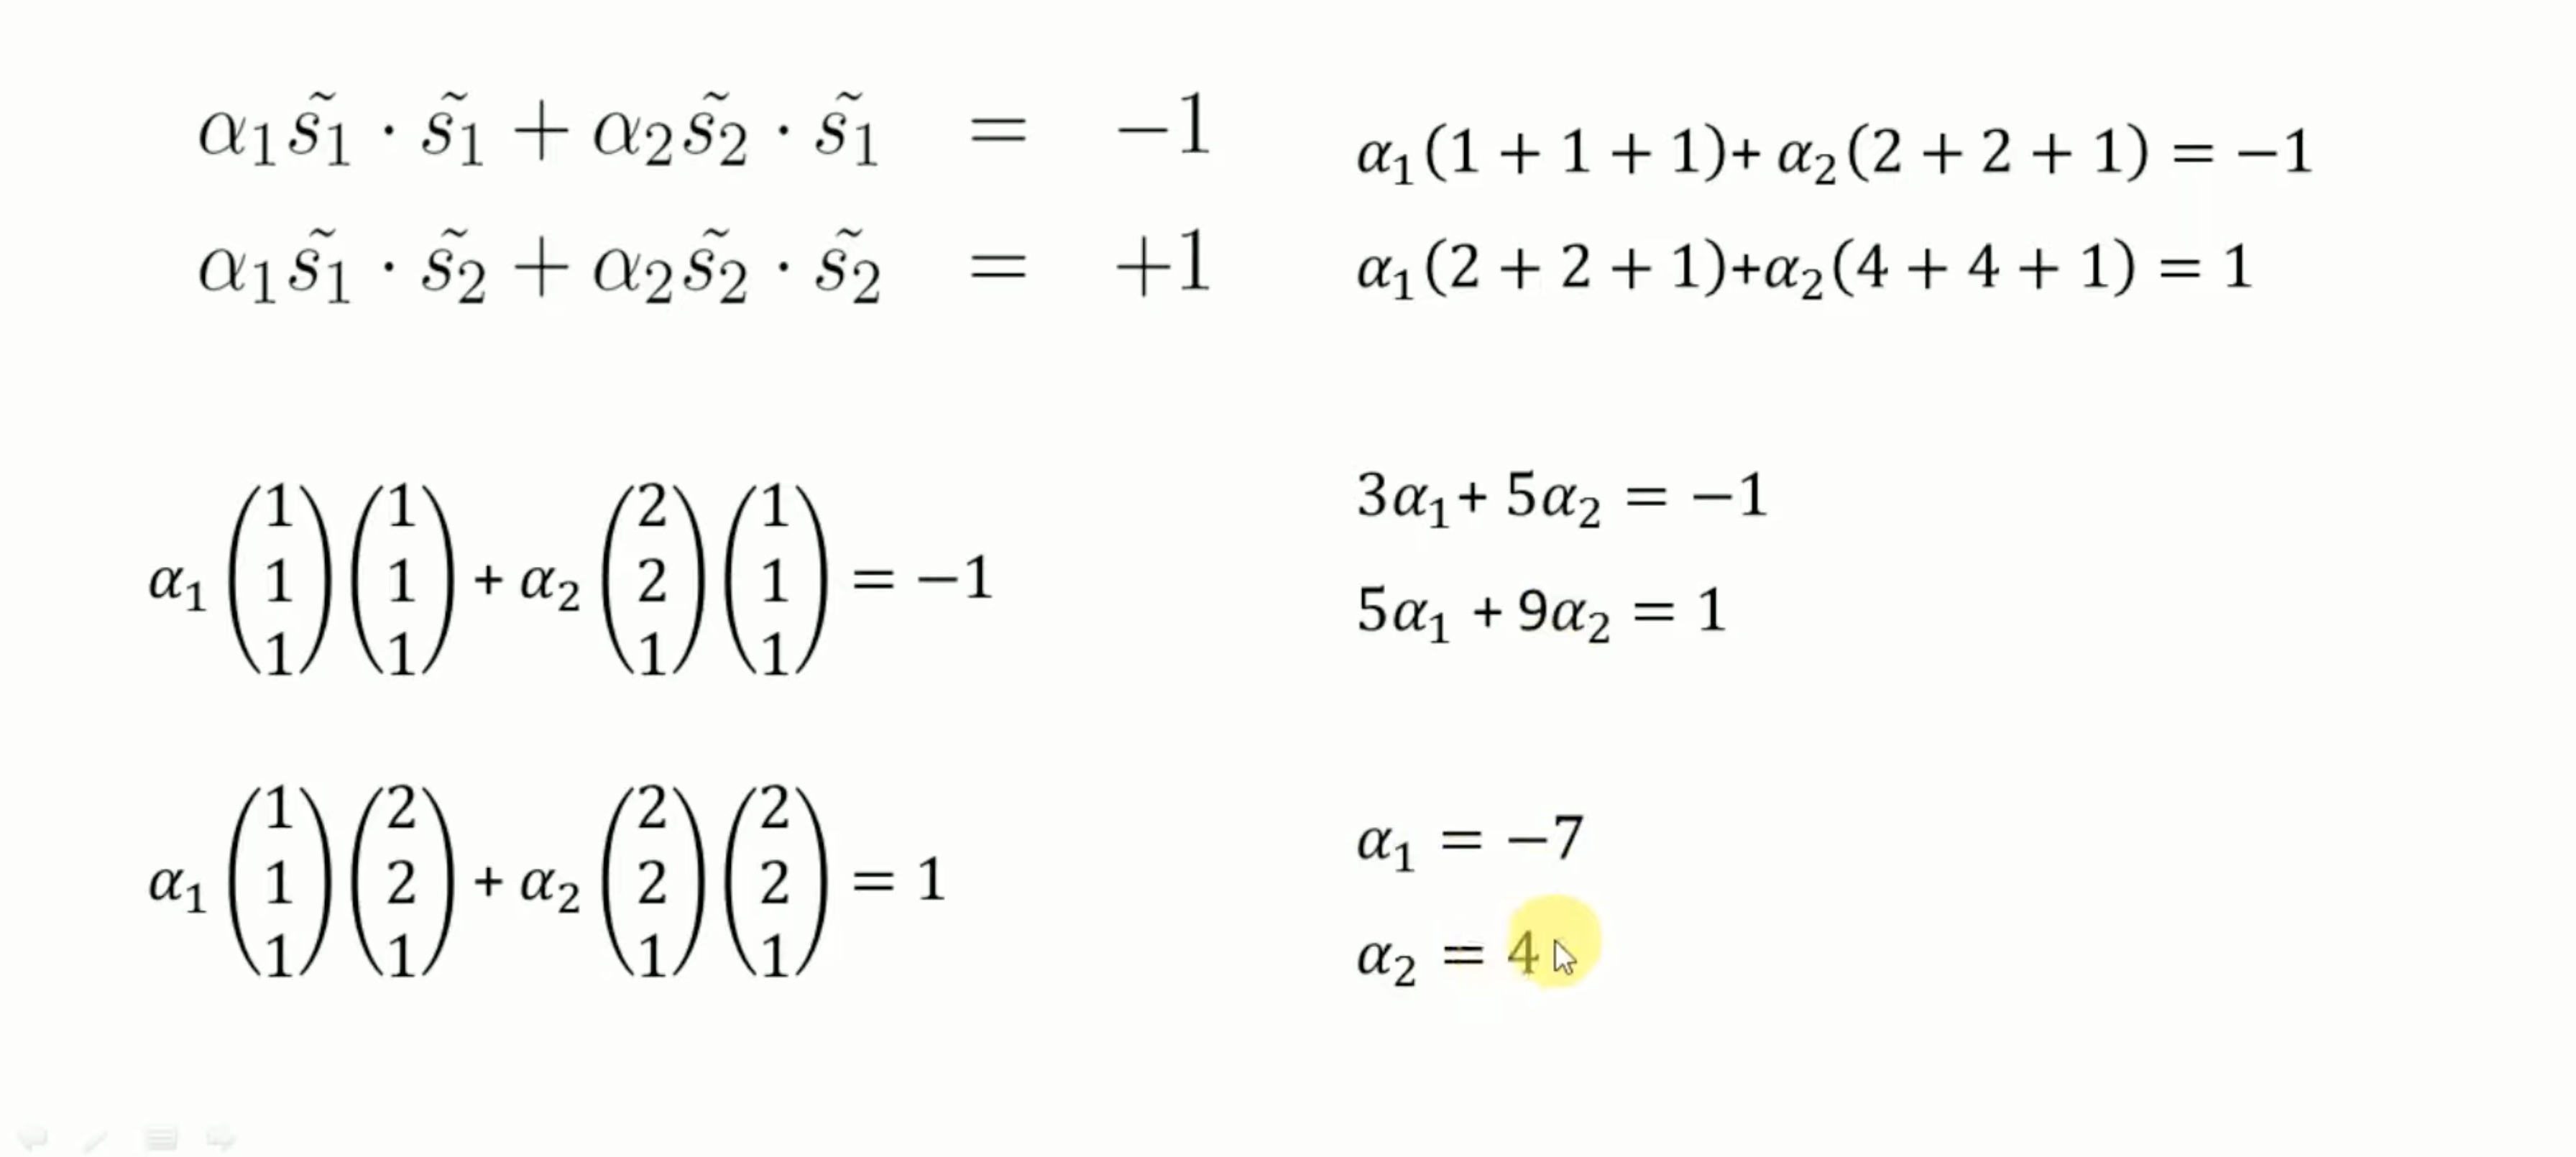 α₁s̃₁ · s̃₁ + α₂s̃₂ · s̃₁ = −1
α₁s̃₁ · s̃₂ + α₂s̃₂ · s̃₂ = +1
α₁(1 1 1)(1 1 1) + α₂(2 2 1)(1 1 1) = −1
α₁(1 1 1)(2 2 1) + α₂(2 2 1)(2 2 1) = 1
α₁(1 + 1 + 1)+ α₂(2 + 2 + 1) = −1
α₁(2 + 2 + 1)+α₂(4 + 4 + 1) = 1
3α₁+ 5α₂ = −1
5α₁ + 9α₂ = 1
α₁ = −7
α₂ = 4